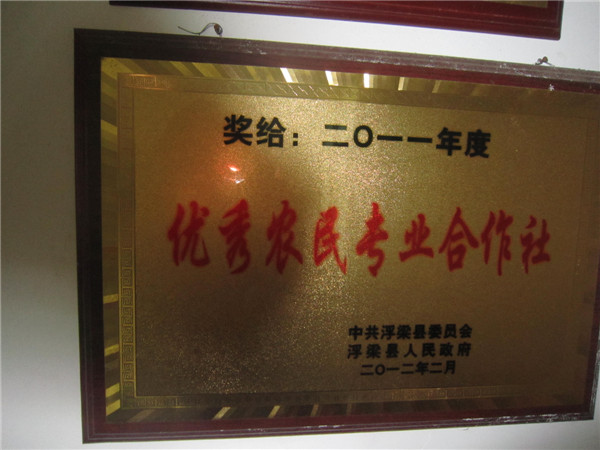 奖给：二〇一一年度
优秀农民专业合作社
中共浮梁县委员会
浮梁县人民政府
二〇一二年二月